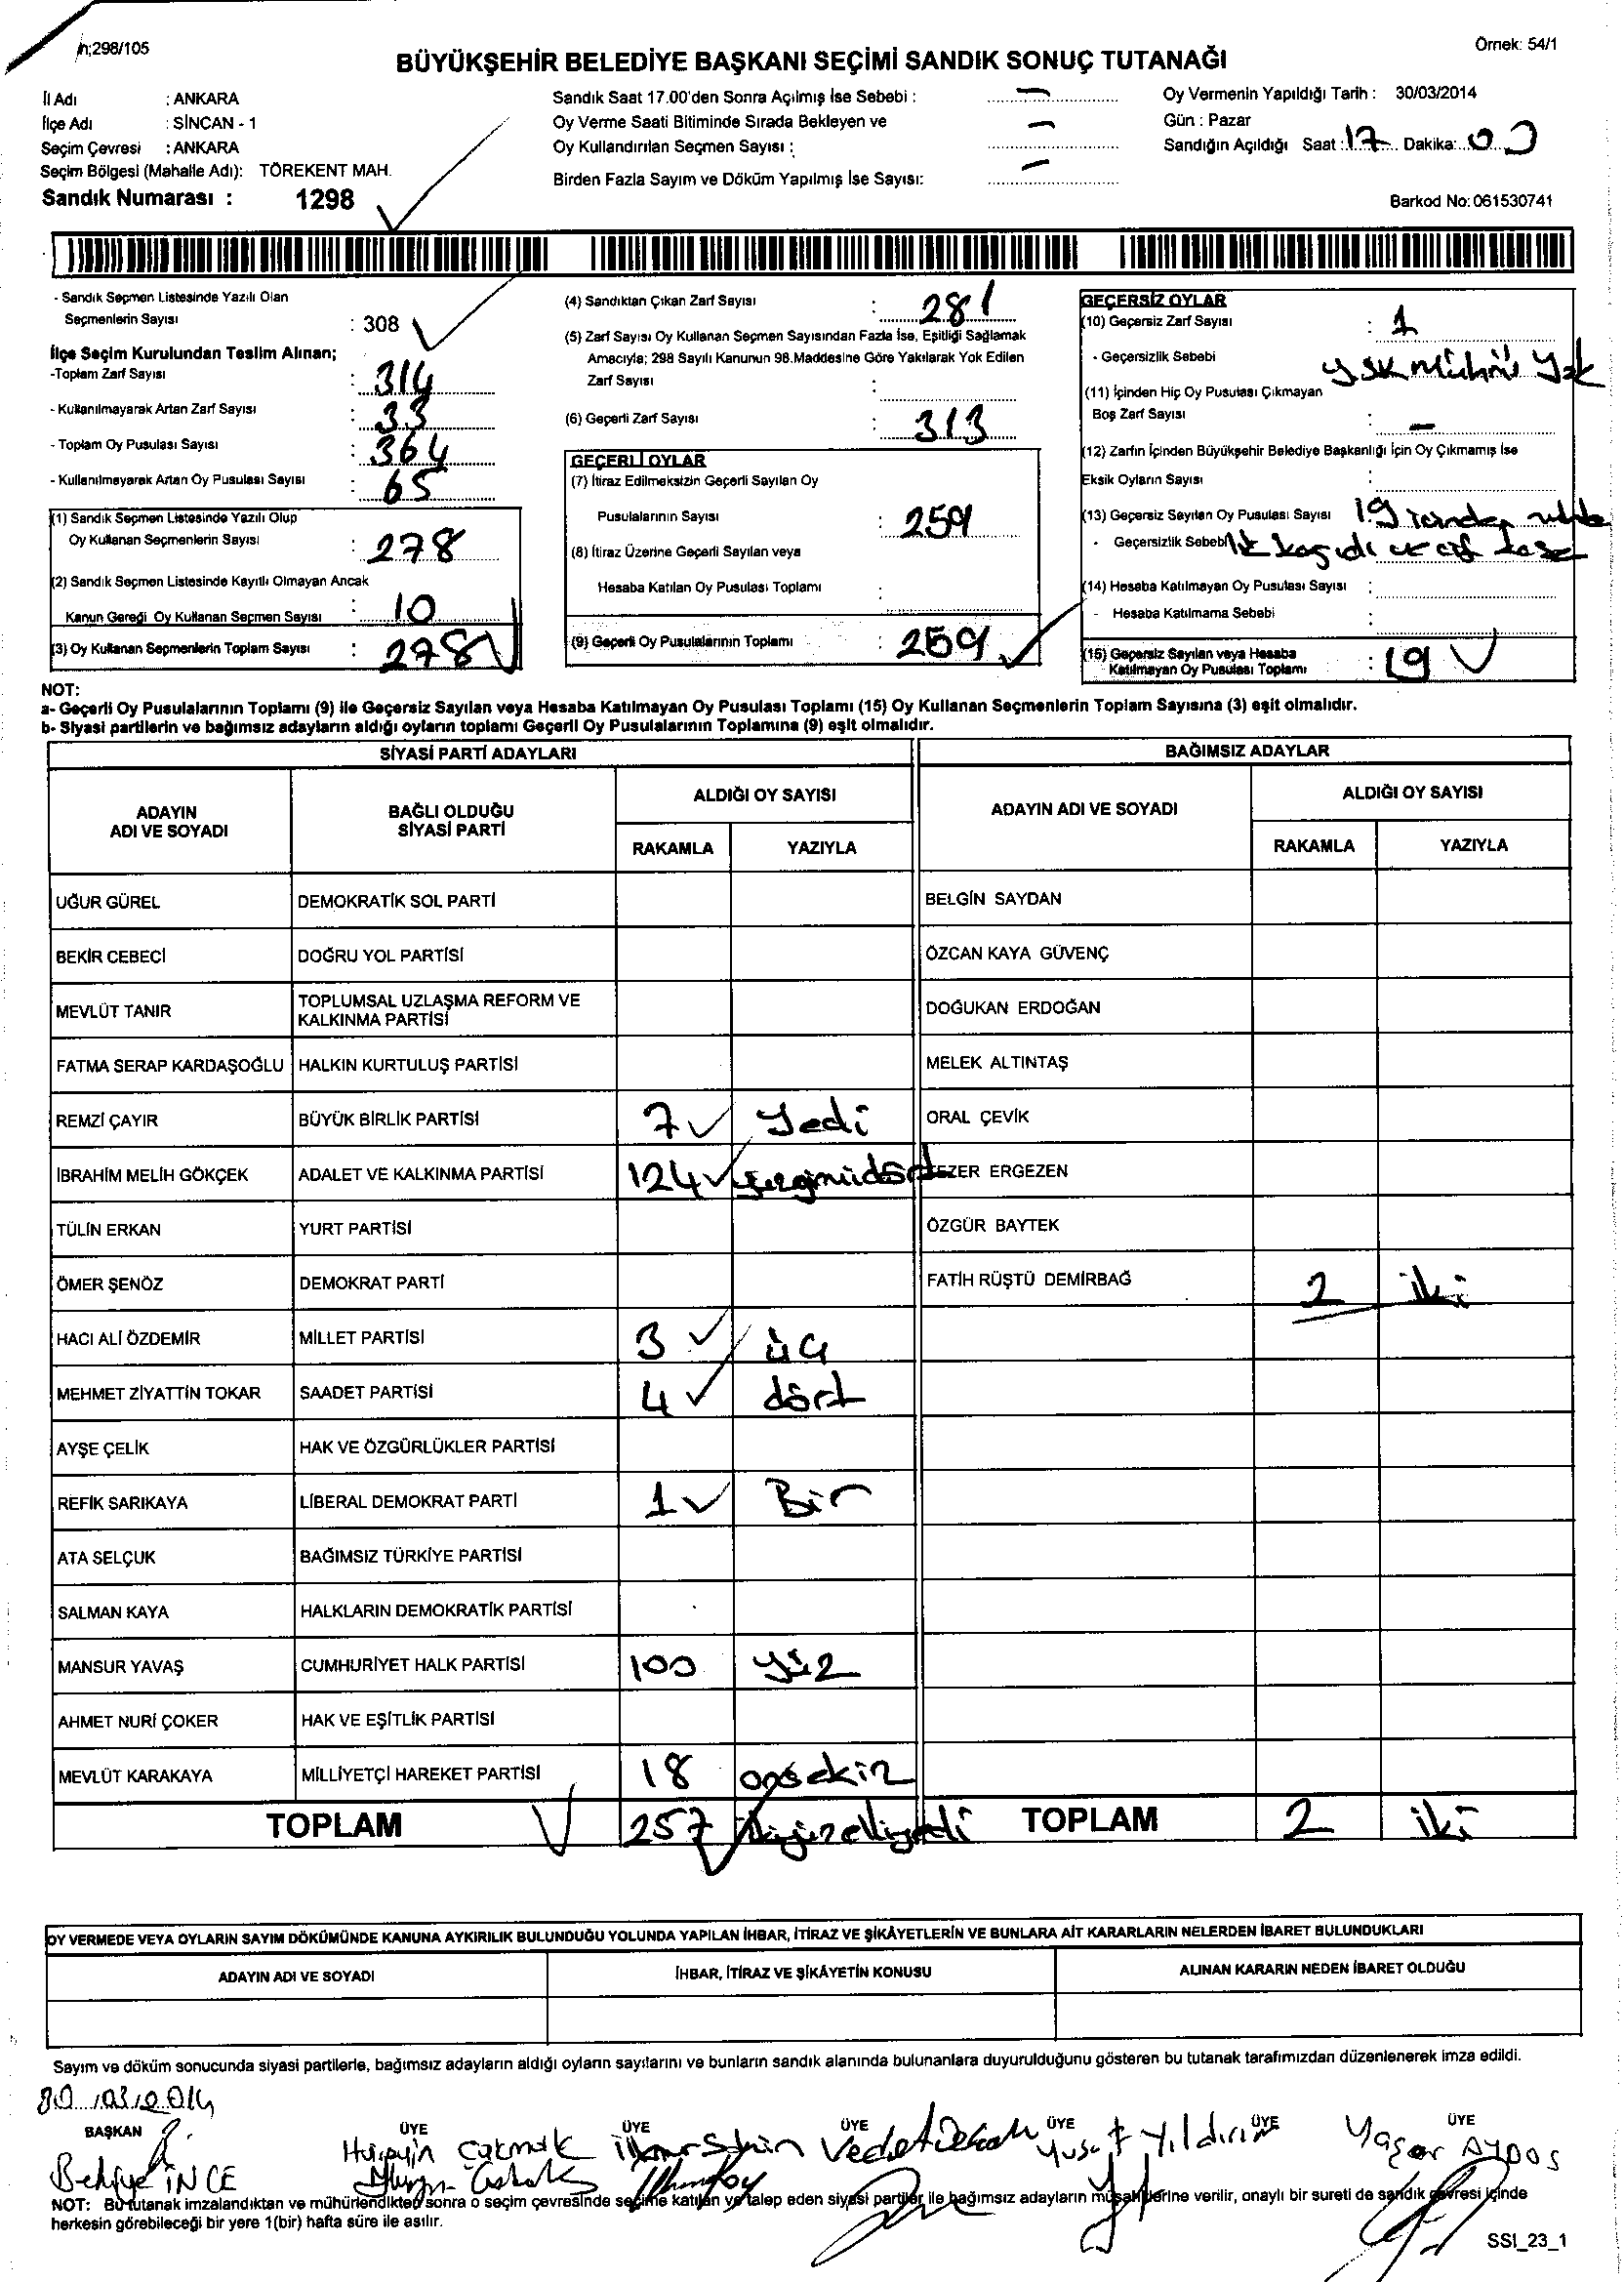 n;298/105
Örnek: 54/1
BÜYÜKŞEHİR BELEDİYE BAŞKANI SEÇİMİ SANDIK SONUÇ TUTANAĞI
İl Adı : ANKARA
İlçe Adı : SİNCAN - 1
Seçim Çevresi : ANKARA
Seçim Bölgesi (Mahalle Adı): TÖREKENT MAH.
Sandık Numarası : 1298
Sandık Saat 17.00'den Sonra Açılmış İse Sebebi : –
Oy Verme Saati Bitiminde Sırada Bekleyen ve
Oy Kullandırılan Seçmen Sayısı : –
Birden Fazla Sayım ve Döküm Yapılmış İse Sayısı: –
Oy Vermenin Yapıldığı Tarih : 30/03/2014
Gün : Pazar
Sandığın Açıldığı Saat : 17 Dakika: 00
Barkod No: 061530741
- Sandık Seçmen Listesinde Yazılı Olan
Seçmenlerin Sayısı : 308
İlçe Seçim Kurulundan Teslim Alınan;
-Toplam Zarf Sayısı : 314
- Kullanılmayarak Artan Zarf Sayısı : 33
- Toplam Oy Pusulası Sayısı : 364
- Kullanılmayarak Artan Oy Pusulası Sayısı : 65
(1) Sandık Seçmen Listesinde Yazılı Olup
Oy Kullanan Seçmenlerin Sayısı : 278
(2) Sandık Seçmen Listesinde Kayıtlı Olmayan Ancak
Kanun Gereği Oy Kullanan Seçmen Sayısı : 10
(3) Oy Kullanan Seçmenlerin Toplam Sayısı : 278
(4) Sandıktan Çıkan Zarf Sayısı : 281
(5) Zarf Sayısı Oy Kullanan Seçmen Sayısından Fazla İse, Eşitliği Sağlamak
Amacıyla; 298 Sayılı Kanunun 98.Maddesine Göre Yakılarak Yok Edilen
Zarf Sayısı :
(6) Geçerli Zarf Sayısı : 313
GEÇERLİ OYLAR
(7) İtiraz Edilmeksizin Geçerli Sayılan Oy
Pusulalarının Sayısı : 259
(8) İtiraz Üzerine Geçerli Sayılan veya
Hesaba Katılan Oy Pusulası Toplamı :
(9) Geçerli Oy Pusulalarının Toplamı : 259
GEÇERSİZ OYLAR
(10) Geçersiz Zarf Sayısı : 1
- Geçersizlik Sebebi YSK mührü Yok
(11) İçinden Hiç Oy Pusulası Çıkmayan
Boş Zarf Sayısı : –
(12) Zarfın İçinden Büyükşehir Belediye Başkanlığı İçin Oy Çıkmamış İse
Eksik Oyların Sayısı :
(13) Geçersiz Sayılan Oy Pusulası Sayısı 19 icinden
- Geçersizlik Sebebi
(14) Hesaba Katılmayan Oy Pusulası Sayısı :
- Hesaba Katılmama Sebebi :
(15) Geçersiz Sayılan veya Hesaba
Katılmayan Oy Pusulası Toplamı : 19
NOT:
a- Geçerli Oy Pusulalarının Toplamı (9) ile Geçersiz Sayılan veya Hesaba Katılmayan Oy Pusulası Toplamı (15) Oy Kullanan Seçmenlerin Toplam Sayısına (3) eşit olmalıdır.
b- Siyasi partilerin ve bağımsız adayların aldığı oyların toplamı Geçerli Oy Pusulalarının Toplamına (9) eşit olmalıdır.
SİYASİ PARTİ ADAYLARI
BAĞIMSIZ ADAYLAR
ADAYIN ADI VE SOYADI
BAĞLI OLDUĞU SİYASİ PARTİ
ALDIĞI OY SAYISI
RAKAMLA YAZIYLA
ADAYIN ADI VE SOYADI
ALDIĞI OY SAYISI
RAKAMLA YAZIYLA
UĞUR GÜREL DEMOKRATİK SOL PARTİ BELGİN SAYDAN
BEKİR CEBECİ DOĞRU YOL PARTİSİ ÖZCAN KAYA GÜVENÇ
MEVLÜT TANIR TOPLUMSAL UZLAŞMA REFORM VE KALKINMA PARTİSİ DOĞUKAN ERDOĞAN
FATMA SERAP KARDAŞOĞLU HALKIN KURTULUŞ PARTİSİ MELEK ALTINTAŞ
REMZİ ÇAYIR BÜYÜK BİRLİK PARTİSİ 7 Yedi ORAL ÇEVİK
İBRAHİM MELİH GÖKÇEK ADALET VE KALKINMA PARTİSİ 124 EZER ERGEZEN
TÜLİN ERKAN YURT PARTİSİ ÖZGÜR BAYTEK
ÖMER ŞENÖZ DEMOKRAT PARTİ FATİH RÜŞTÜ DEMİRBAĞ 2 iki
HACI ALİ ÖZDEMİR MİLLET PARTİSİ 3 üç
MEHMET ZİYATTİN TOKAR SAADET PARTİSİ 4 dört
AYŞE ÇELİK HAK VE ÖZGÜRLÜKLER PARTİSİ
REFİK SARIKAYA LİBERAL DEMOKRAT PARTİ 1 Bir
ATA SELÇUK BAĞIMSIZ TÜRKİYE PARTİSİ
SALMAN KAYA HALKLARIN DEMOKRATİK PARTİSİ
MANSUR YAVAŞ CUMHURİYET HALK PARTİSİ 100 yüz
AHMET NURİ ÇOKER HAK VE EŞİTLİK PARTİSİ
MEVLÜT KARAKAYA MİLLİYETÇİ HAREKET PARTİSİ 18 onsekiz
TOPLAM 257 ikiyüzelliyedi TOPLAM 2 iki
OY VERMEDE VEYA OYLARIN SAYIM DÖKÜMÜNDE KANUNA AYKIRILIK BULUNDUĞU YOLUNDA YAPILAN İHBAR, İTİRAZ VE ŞİKÂYETLERİN VE BUNLARA AİT KARARLARIN NELERDEN İBARET BULUNDUKLARI
ADAYIN ADI VE SOYADI İHBAR, İTİRAZ VE ŞİKÂYETİN KONUSU ALINAN KARARIN NEDEN İBARET OLDUĞU
Sayım ve döküm sonucunda siyasi partilerle, bağımsız adayların aldığı oyların sayılarını ve bunların sandık alanında bulunanlara duyurulduğunu gösteren bu tutanak tarafımızdan düzenlenerek imza edildi.
30/03/2014
BAŞKAN ÜYE ÜYE ÜYE ÜYE ÜYE ÜYE
Behiye İNCE Hüseyin Çakmak Vedat Yusuf Yıldırım Yaşar AYDOS
NOT: Bu tutanak imzalandıktan ve mühürlendikten sonra o seçim çevresinde seçime katılan ve talep eden siyasi partiler ile bağımsız adayların müşahitlerine verilir, onaylı bir sureti de sandık çevresi içinde
herkesin görebileceği bir yere 1(bir) hafta süre ile asılır.
SSI_23_1